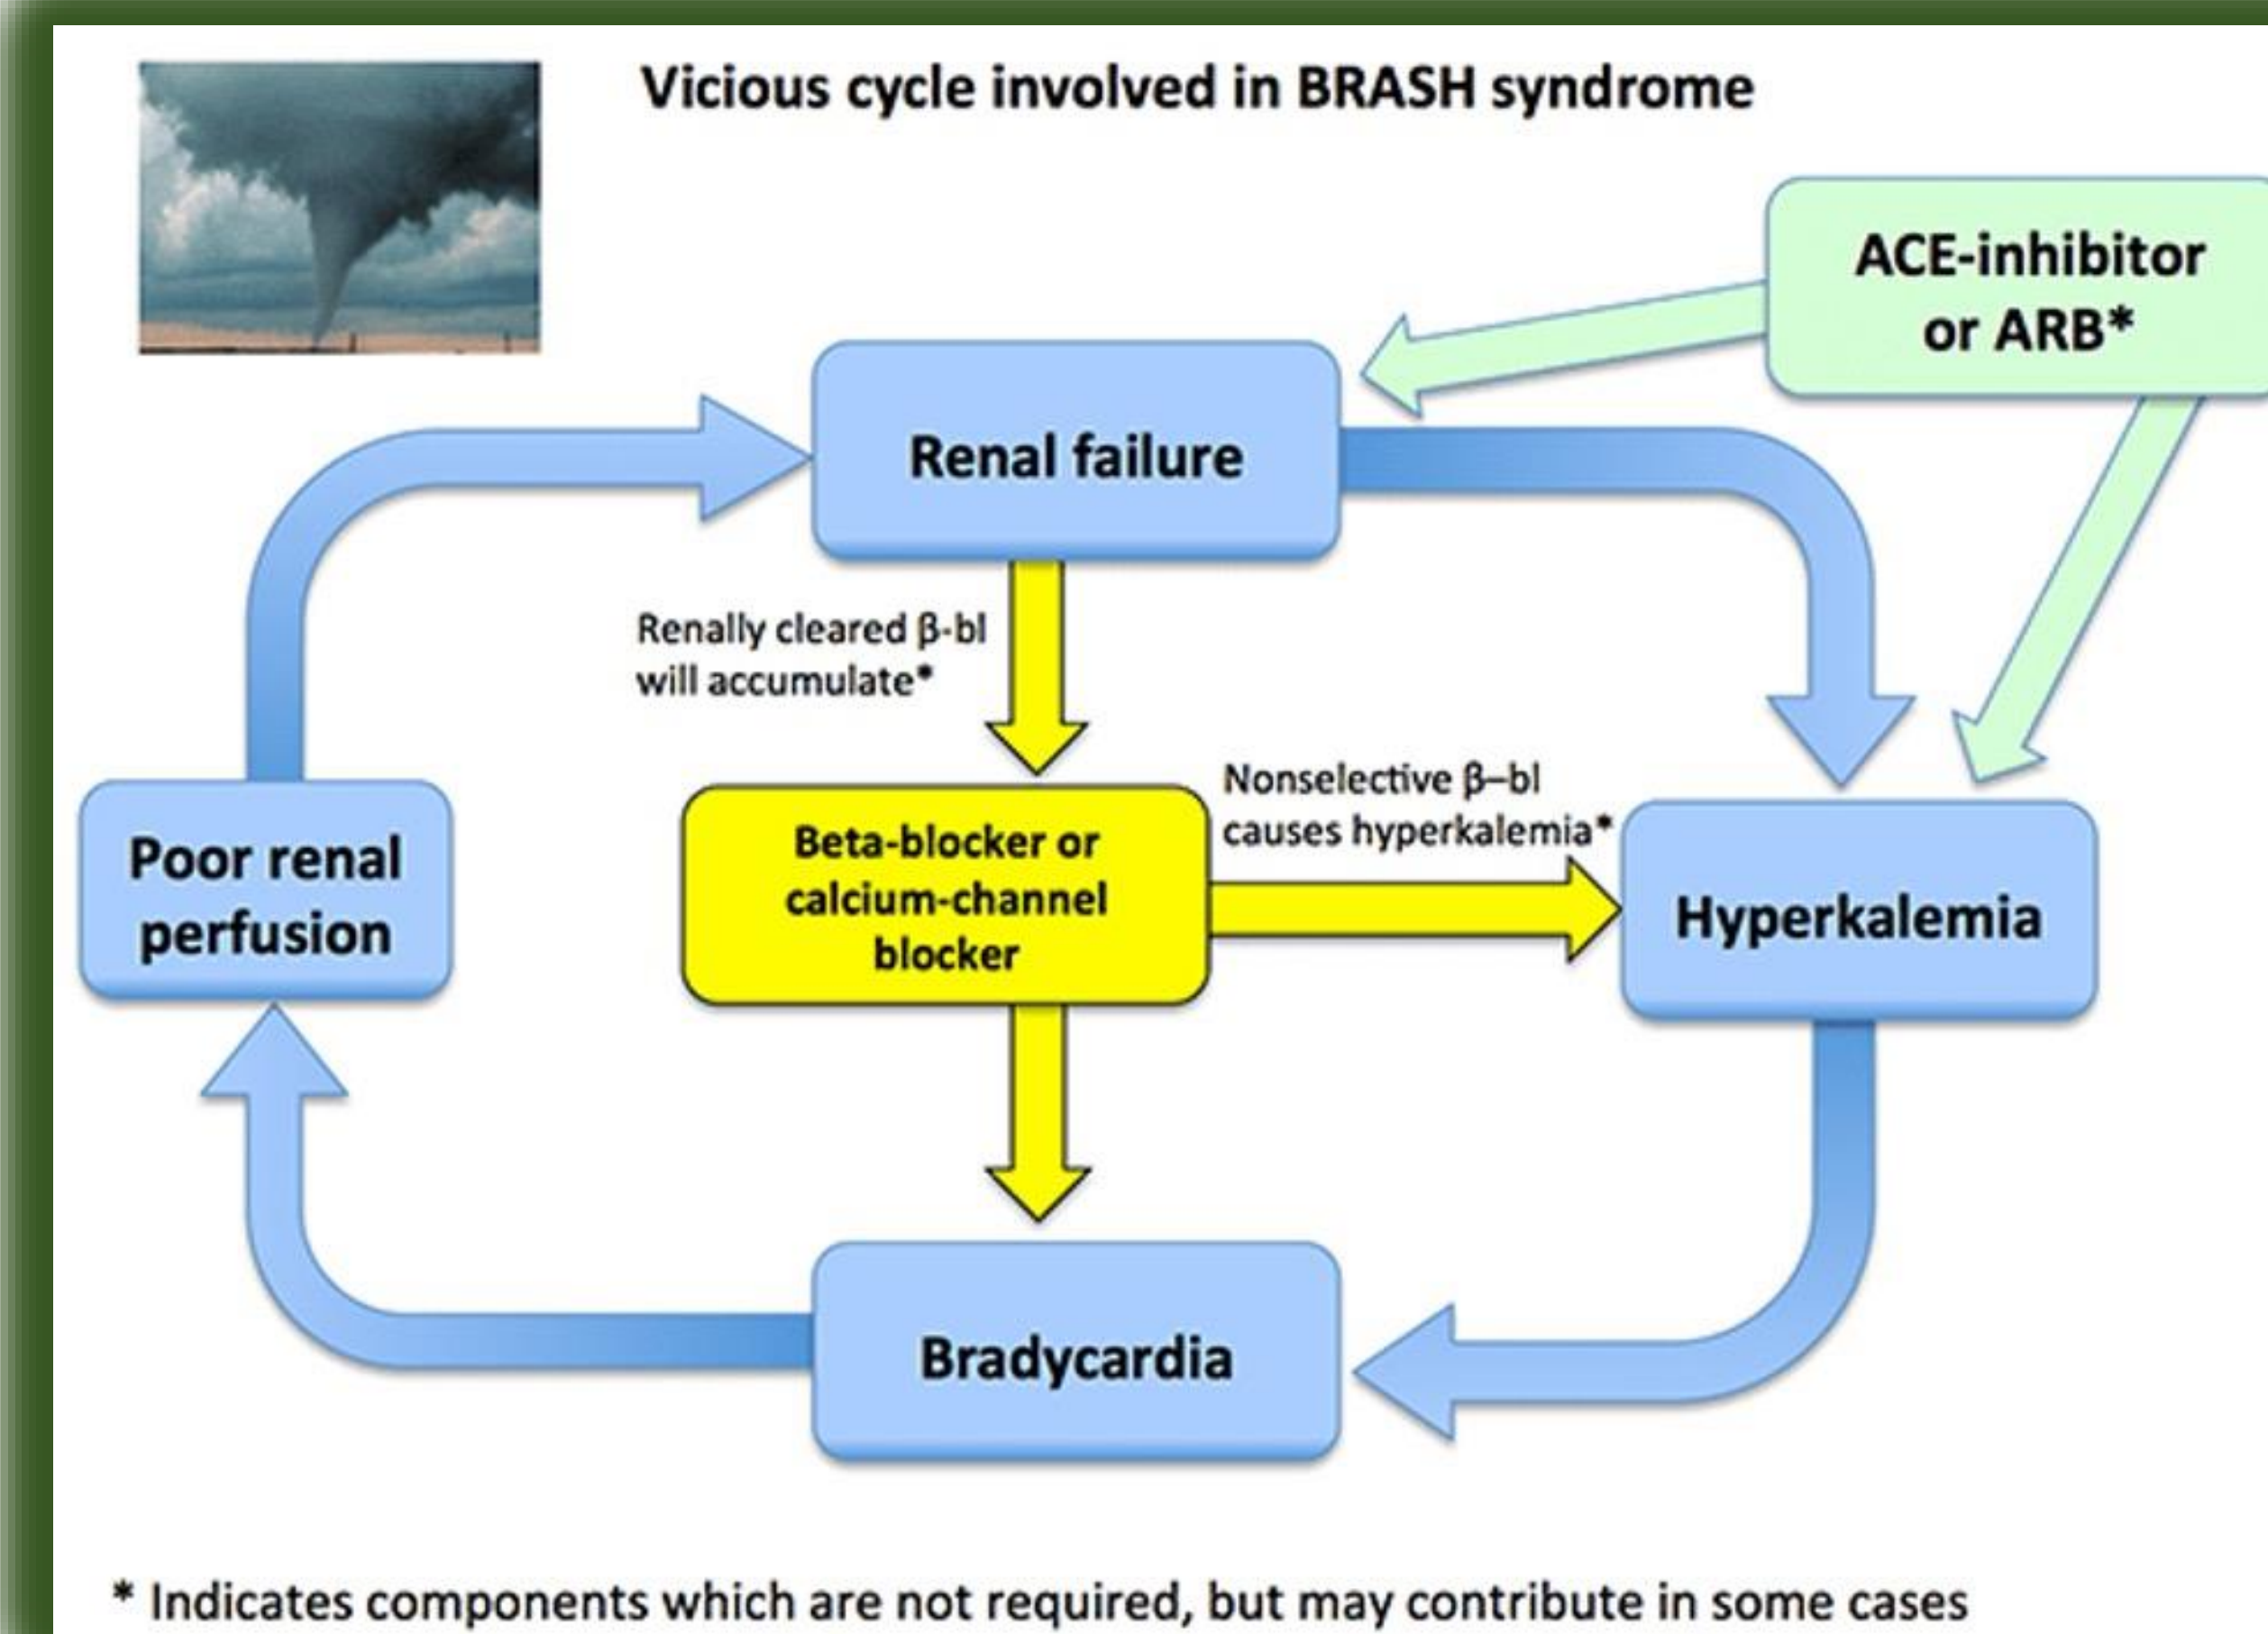 Vicious cycle involved in BRASH syndrome
ACE-inhibitor
or ARB*
Renal failure
Renally cleared β-bl
will accumulate*
Nonselective β–bl
causes hyperkalemia*
Poor renal
perfusion
Beta-blocker or
calcium-channel
blocker
Hyperkalemia
Bradycardia
* Indicates components which are not required, but may contribute in some cases